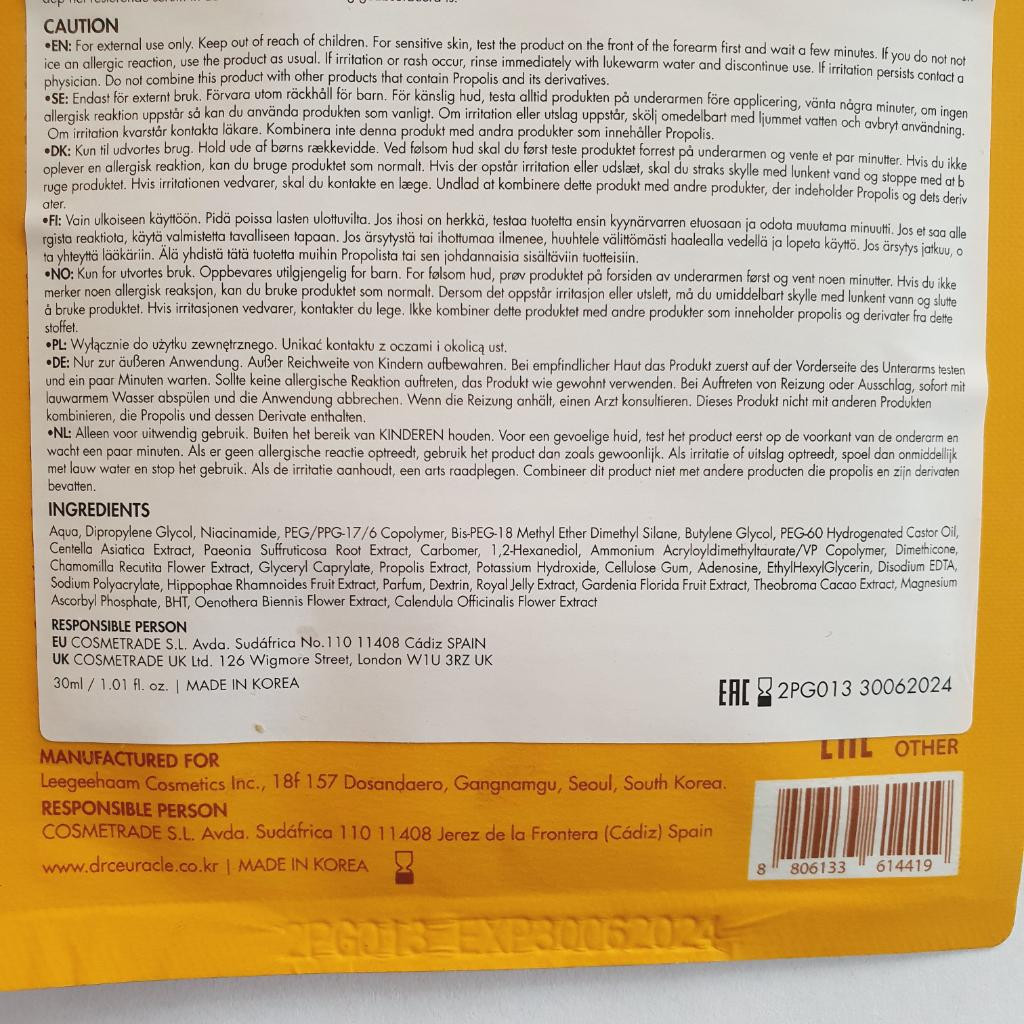 CAUTION
•EN: For external use only. Keep out of reach of children. For sensitive skin, test the product on the front of the forearm first and wait a few minutes. If you do not not
ice an allergic reaction, use the product as usual. If irritation or rash occur, rinse immediately with lukewarm water and discontinue use. If irritation persists contact a
physician. Do not combine this product with other products that contain Propolis and its derivatives.
•SE: Endast för externt bruk. Förvara utom räckhåll för barn. För känslig hud, testa alltid produkten på underarmen före applicering, vänta några minuter, om ingen
allergisk reaktion uppstår så kan du använda produkten som vanligt. Om irritation eller utslag uppstår, skölj omedelbart med ljummet vatten och avbryt användning.
Om irritation kvarstår kontakta läkare. Kombinera inte denna produkt med andra produkter som innehåller Propolis.
•DK: Kun til udvortes brug. Hold ude af børns rækkevidde. Ved følsom hud skal du først teste produktet forrest på underarmen og vente et par minutter. Hvis du ikke
oplever en allergisk reaktion, kan du bruge produktet som normalt. Hvis der opstår irritation eller udslæt, skal du straks skylle med lunkent vand og stoppe med at b
ruge produktet. Hvis irritationen vedvarer, skal du kontakte en læge. Undlad at kombinere dette produkt med andre produkter, der indeholder Propolis og dets deriv
ater.
•FI: Vain ulkoiseen käyttöön. Pidä poissa lasten ulottuvilta. Jos ihosi on herkkä, testaa tuotetta ensin kyynärvarren etuosaan ja odota muutama minuutti. Jos et saa alle
rgista reaktiota, käytä valmistetta tavalliseen tapaan. Jos ärsytystä tai ihottumaa ilmenee, huuhtele välittömästi haalealla vedellä ja lopeta käyttö. Jos ärsytys jatkuu, o
ta yhteyttä lääkäriin. Älä yhdistä tätä tuotetta muihin Propolista tai sen johdannaisia sisältäviin tuotteisiin.
•NO: Kun for utvortes bruk. Oppbevares utilgjengelig for barn. For følsom hud, prøv produktet på forsiden av underarmen først og vent noen minutter. Hvis du ikke
merker noen allergisk reaksjon, kan du bruke produktet som normalt. Dersom det oppstår irritasjon eller utslett, må du umiddelbart skylle med lunkent vann og slutte
å bruke produktet. Hvis irritasjonen vedvarer, kontakter du lege. Ikke kombiner dette produktet med andre produkter som inneholder propolis og derivater fra dette
stoffet.
•PL: Wyłącznie do użytku zewnętrznego. Unikać kontaktu z oczami i okolicą ust.
•DE: Nur zur äußeren Anwendung. Außer Reichweite von Kindern aufbewahren. Bei empfindlicher Haut das Produkt zuerst auf der Vorderseite des Unterarms testen
und ein paar Minuten warten. Sollte keine allergische Reaktion auftreten, das Produkt wie gewohnt verwenden. Bei Auftreten von Reizung oder Ausschlag, sofort mit
lauwarmem Wasser abspülen und die Anwendung abbrechen. Wenn die Reizung anhält, einen Arzt konsultieren. Dieses Produkt nicht mit anderen Produkten
kombinieren, die Propolis und dessen Derivate enthalten.
•NL: Alleen voor uitwendig gebruik. Buiten het bereik van KINDEREN houden. Voor een gevoelige huid, test het product eerst op de voorkant van de onderarm en
wacht een paar minuten. Als er geen allergische reactie optreedt, gebruik het product dan zoals gewoonlijk. Als irritatie of uitslag optreedt, spoel dan onmiddellijk
met lauw water en stop het gebruik. Als de irritatie aanhoudt, een arts raadplegen. Combineer dit product niet met andere producten die propolis en zijn derivaten
bevatten.
INGREDIENTS
Aqua, Dipropylene Glycol, Niacinamide, PEG/PPG-17/6 Copolymer, Bis-PEG-18 Methyl Ether Dimethyl Silane, Butylene Glycol, PEG-60 Hydrogenated Castor Oil,
Centella Asiatica Extract, Paeonia Suffruticosa Root Extract, Carbomer, 1,2-Hexanediol, Ammonium Acryloyldimethyltaurate/VP Copolymer, Dimethicone,
Chamomilla Recutita Flower Extract, Glyceryl Caprylate, Propolis Extract, Potassium Hydroxide, Cellulose Gum, Adenosine, EthylHexylGlycerin, Disodium EDTA,
Sodium Polyacrylate, Hippophae Rhamnoides Fruit Extract, Parfum, Dextrin, Royal Jelly Extract, Gardenia Florida Fruit Extract, Theobroma Cacao Extract, Magnesium
Ascorbyl Phosphate, BHT, Oenothera Biennis Flower Extract, Calendula Officinalis Flower Extract
RESPONSIBLE PERSON
EU COSMETRADE S.L. Avda. Sudáfrica No.110 11408 Cádiz SPAIN
UK COSMETRADE UK Ltd. 126 Wigmore Street, London W1U 3RZ UK
30ml / 1.01 fl. oz. | MADE IN KOREA
EAC 2PG013 30062024
OTHER
MANUFACTURED FOR
Leegeehaam Cosmetics Inc., 18f 157 Dosandaero, Gangnamgu, Seoul, South Korea.
RESPONSIBLE PERSON
COSMETRADE S.L. Avda. Sudáfrica 110 11408 Jerez de la Frontera (Cádiz) Spain
www.drceuracle.co.kr | MADE IN KOREA
8 806133 614419
2PG013 EXP30062024